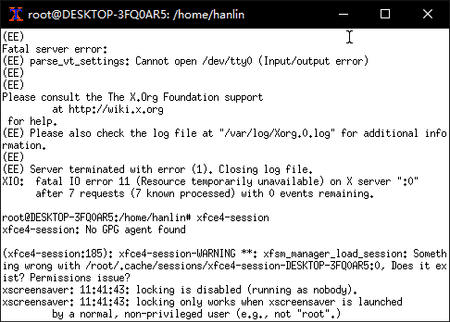 root@DESKTOP-3FQ0AR5: /home/hanlin
(EE)
Fatal server error:
(EE) parse_vt_settings: Cannot open /dev/tty0 (Input/output error)
(EE)
(EE)
Please consult the The X.Org Foundation support
at http://wiki.x.org
for help.
(EE) Please also check the log file at "/var/log/Xorg.0.log" for additional info
rmation.
(EE)
(EE) Server terminated with error (1). Closing log file.
XIO:  fatal IO error 11 (Resource temporarily unavailable) on X server ":0"
after 7 requests (7 known processed) with 0 events remaining.
root@DESKTOP-3FQ0AR5:/home/hanlin# xfce4-session
xfce4-session: No GPG agent found
(xfce4-session:185): xfce4-session-WARNING **: xfsm_manager_load_session: Someth
ing wrong with /root/.cache/sessions/xfce4-session-DESKTOP-3FQ0AR5:0, Does it ex
ist? Permissions issue?
xscreensaver: 11:41:43: locking is disabled (running as nobody).
xscreensaver: 11:41:43: locking only works when xscreensaver is launched
by a normal, non-privileged user (e.g., not "root".)